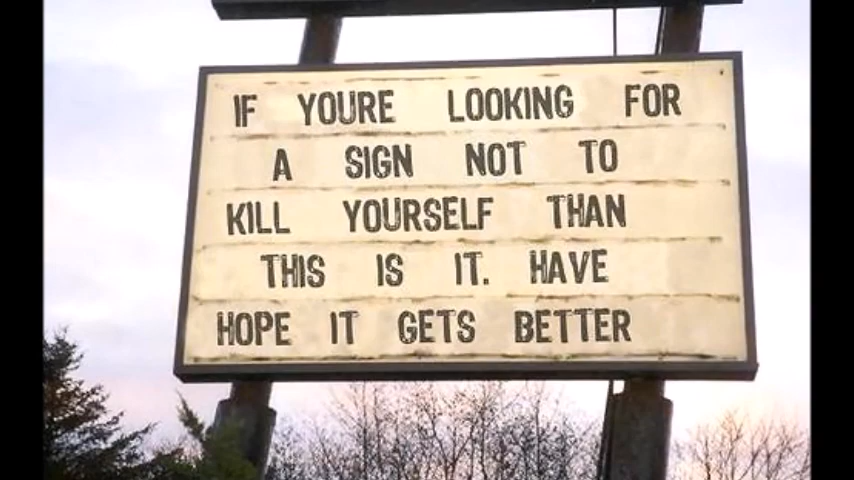 IF YOURE LOOKING FOR
A SIGN NOT TO
KILL YOURSELF THAN
THIS IS IT. HAVE
HOPE IT GETS BETTER